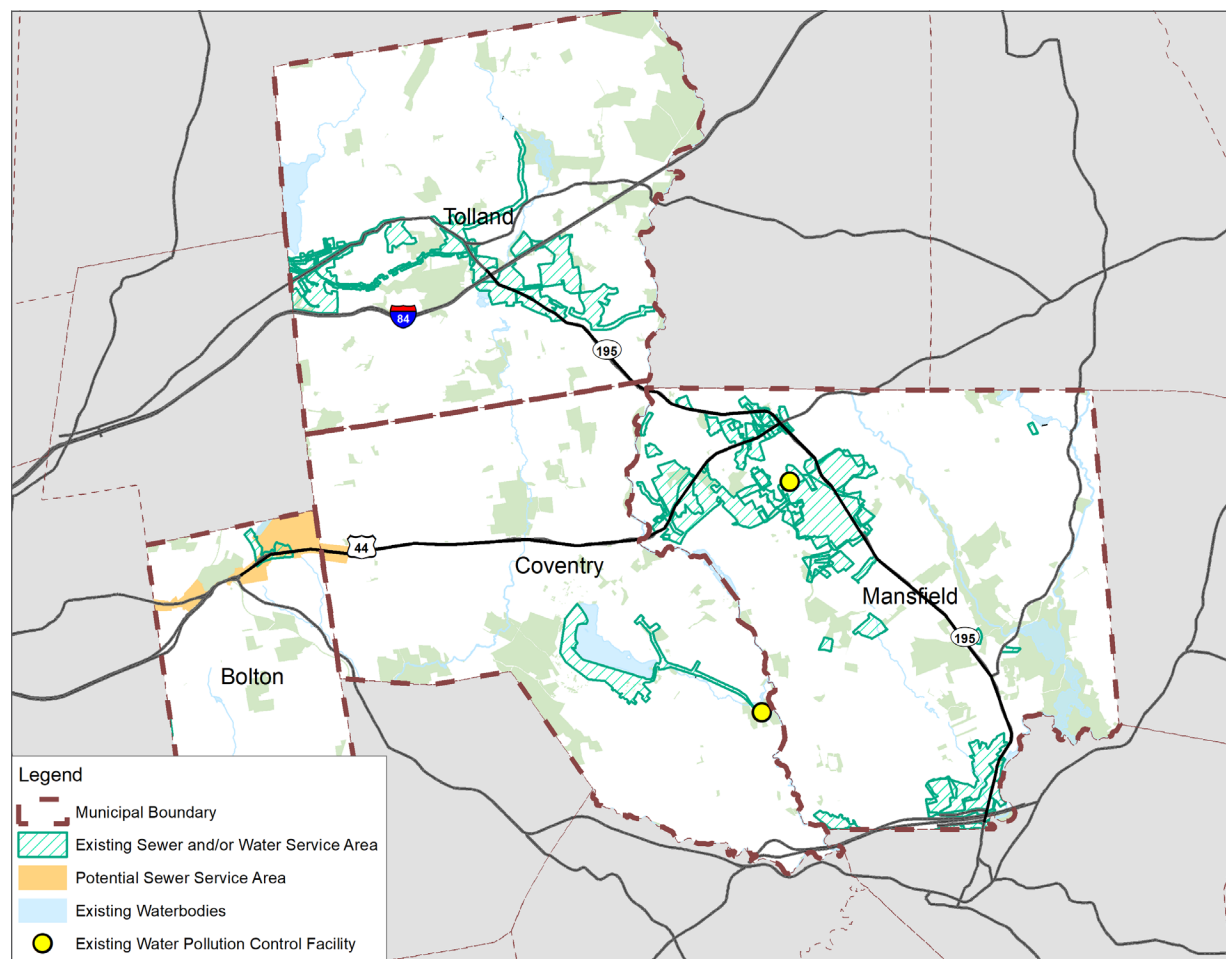 Tolland
84
195
44
Coventry
Mansfield
195
Bolton
Legend
Municipal Boundary
Existing Sewer and/or Water Service Area
Potential Sewer Service Area
Existing Waterbodies
Existing Water Pollution Control Facility